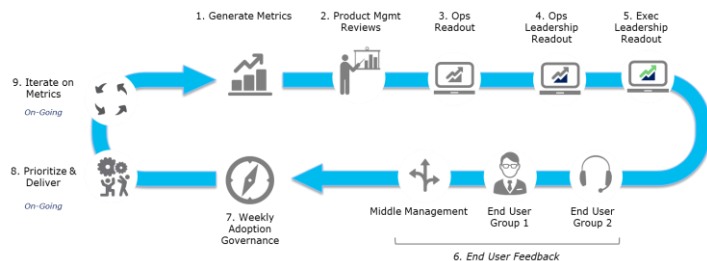 1. Generate Metrics
2. Product Mgmt
Reviews
3. Ops
Readout
4. Ops
Leadership
Readout
5. Exec
Leadership
Readout
9. Iterate on
Metrics
On-Going
8. Prioritize &
Deliver
On-Going
7. Weekly
Adoption
Governance
Middle Management
End User
Group 1
End User
Group 2
6. End User Feedback